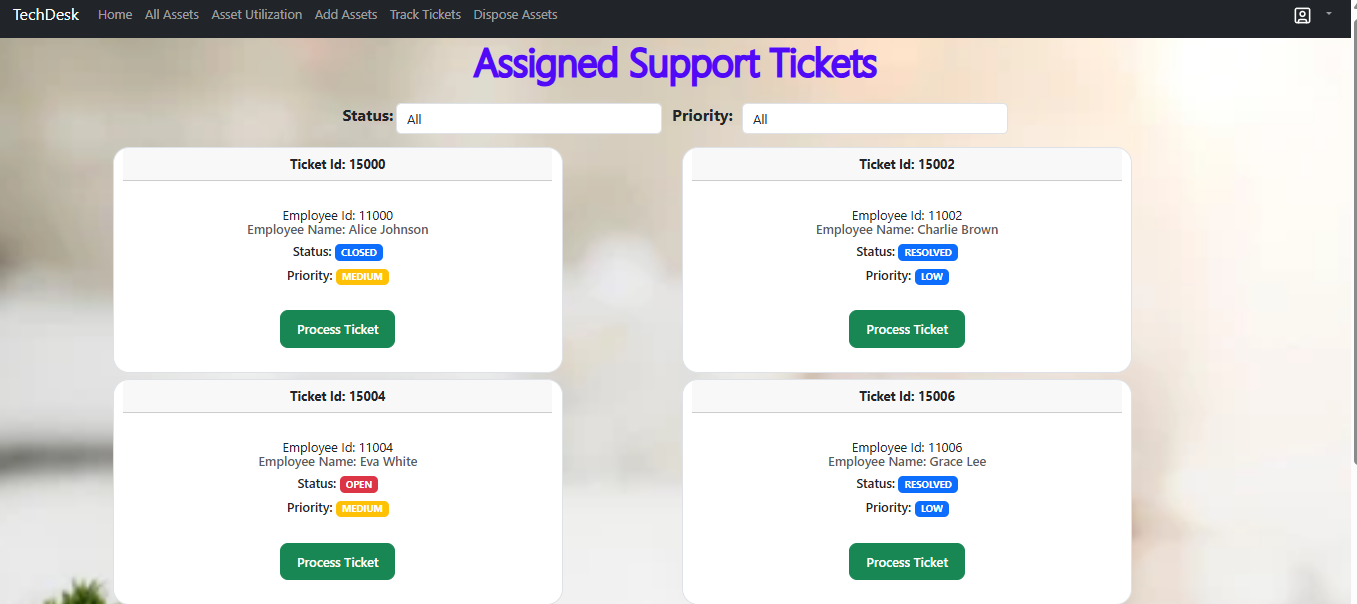 TechDesk Home All Assets Asset Utilization Add Assets Track Tickets Dispose Assets
Assigned Support Tickets
Status: All Priority: All
Ticket Id: 15000
Employee Id: 11000
Employee Name: Alice Johnson
Status: CLOSED
Priority: MEDIUM
Process Ticket
Ticket Id: 15002
Employee Id: 11002
Employee Name: Charlie Brown
Status: RESOLVED
Priority: LOW
Process Ticket
Ticket Id: 15004
Employee Id: 11004
Employee Name: Eva White
Status: OPEN
Priority: MEDIUM
Process Ticket
Ticket Id: 15006
Employee Id: 11006
Employee Name: Grace Lee
Status: RESOLVED
Priority: LOW
Process Ticket